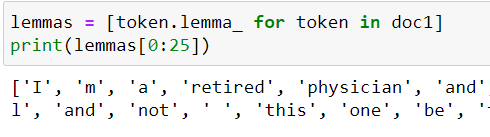 lemmas = [token.lemma_ for token in doc1]
print(lemmas[0:25])
['I', 'm', 'a', 'retired', 'physician', 'and'
l', 'and', 'not', ' ', 'this', 'one', 'be', '